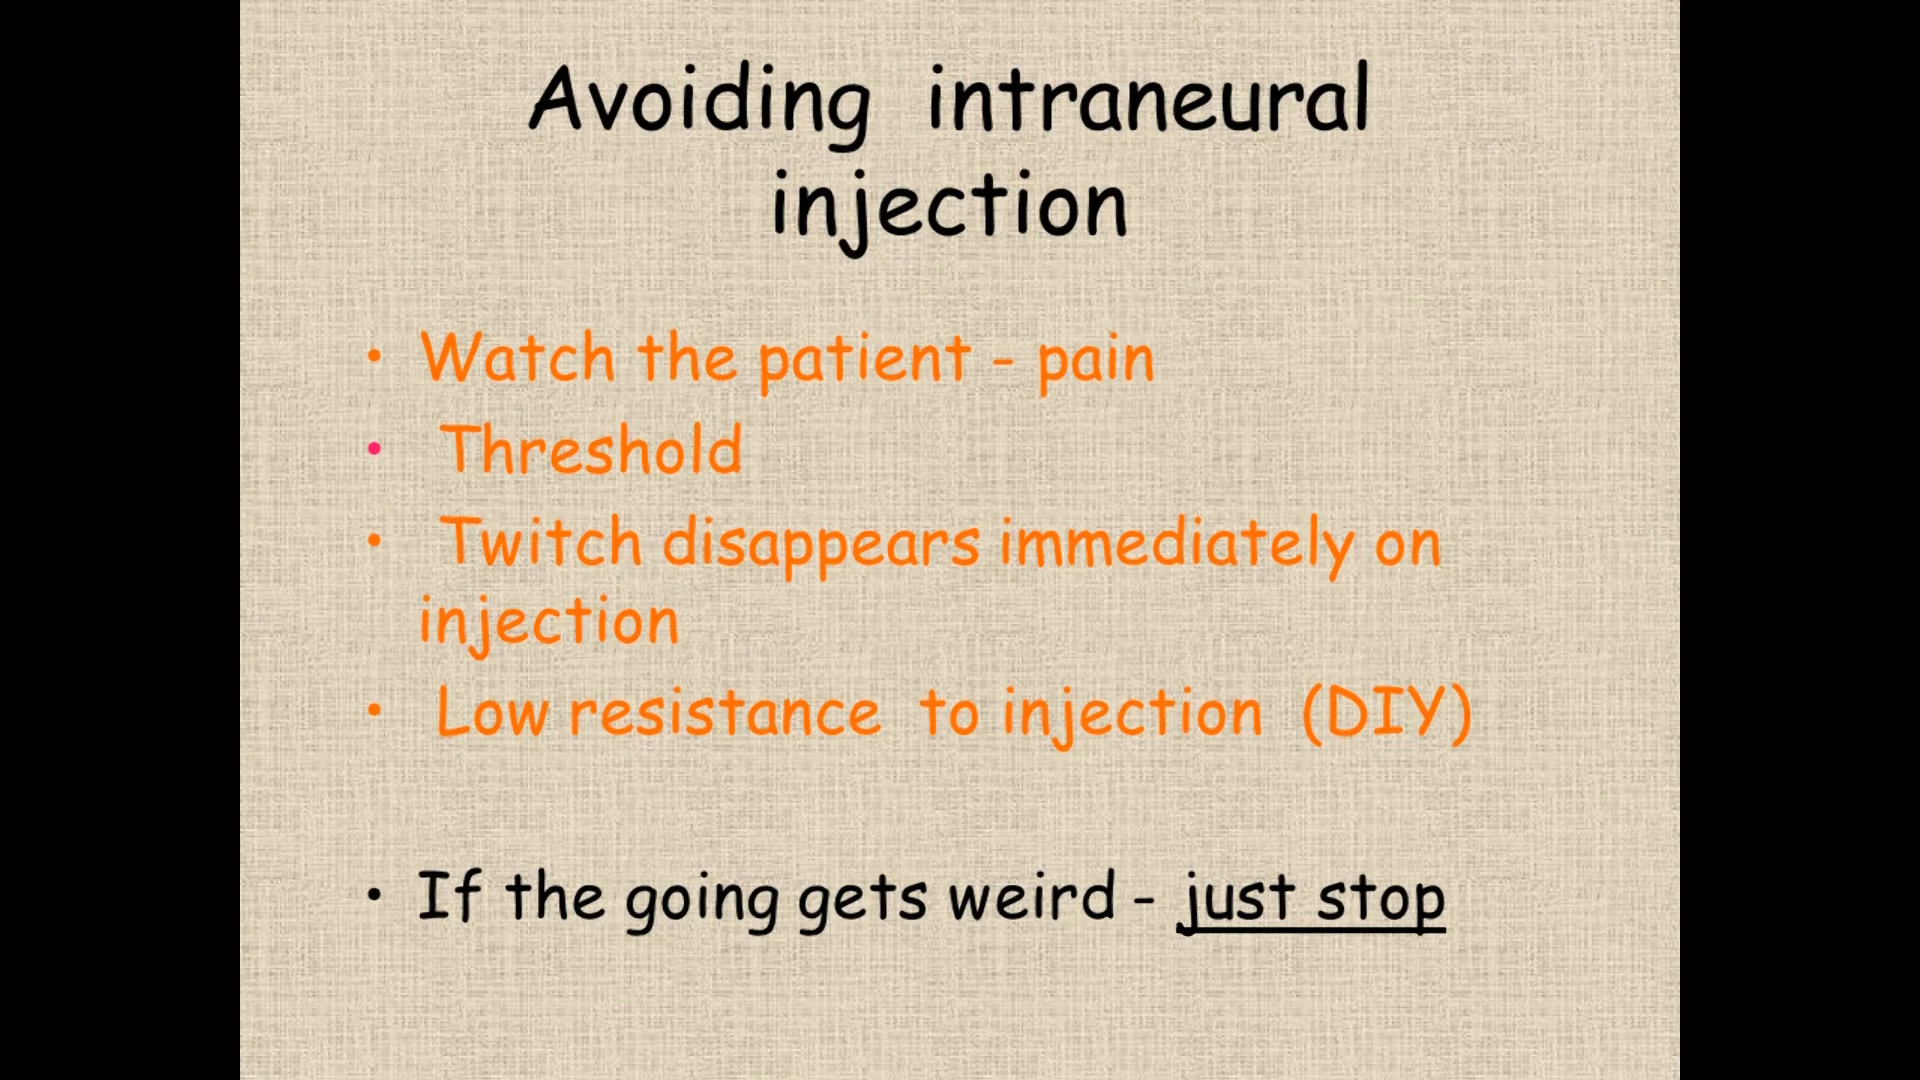 Avoiding intraneural
injection
• Watch the patient - pain
• Threshold
• Twitch disappears immediately on
injection
• Low resistance to injection (DIY)
• If the going gets weird - just stop